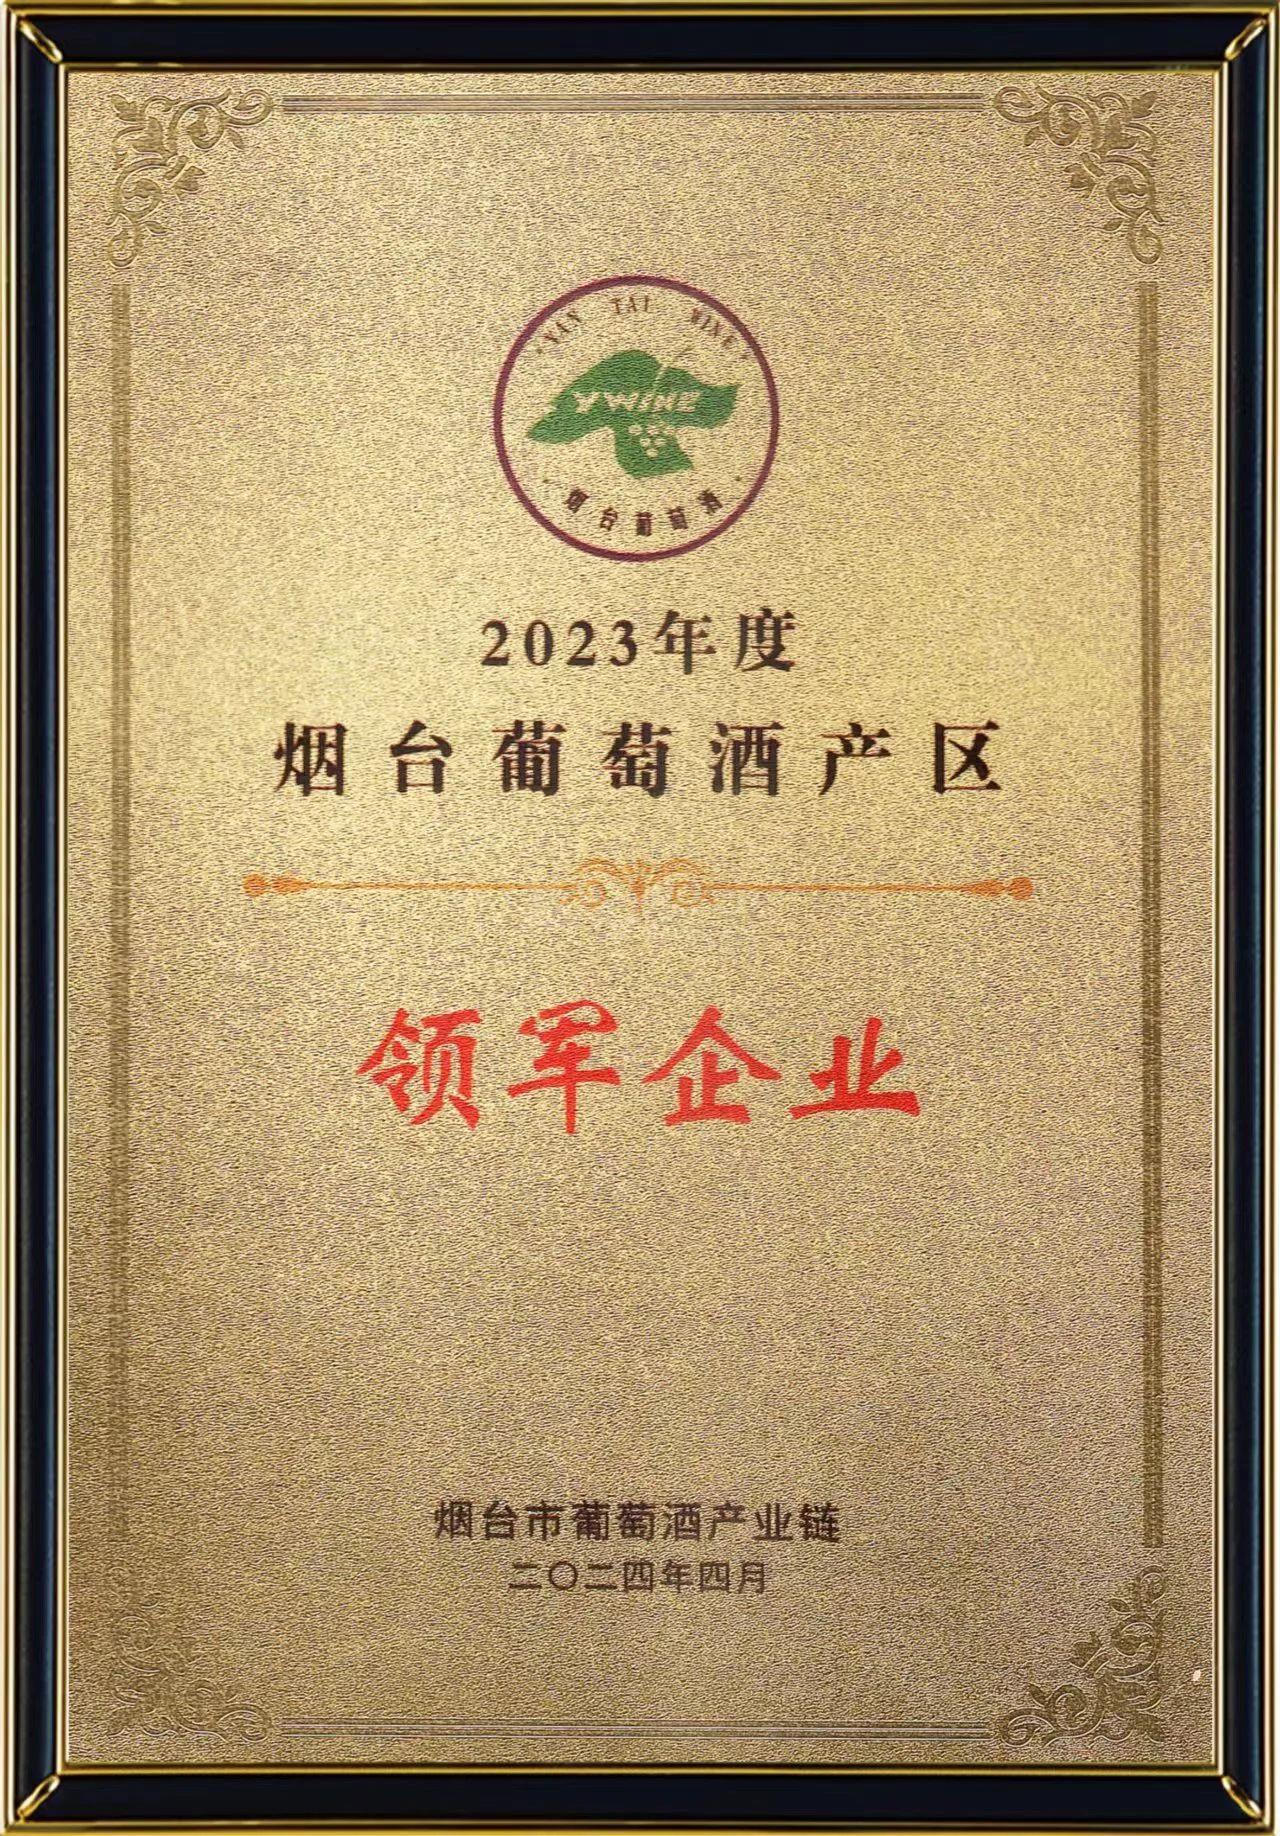 YAN TAI WINE
YWINE
烟台葡萄酒
2023年度
烟台葡萄酒产区
领军企业
烟台市葡萄酒产业链
二〇二四年四月